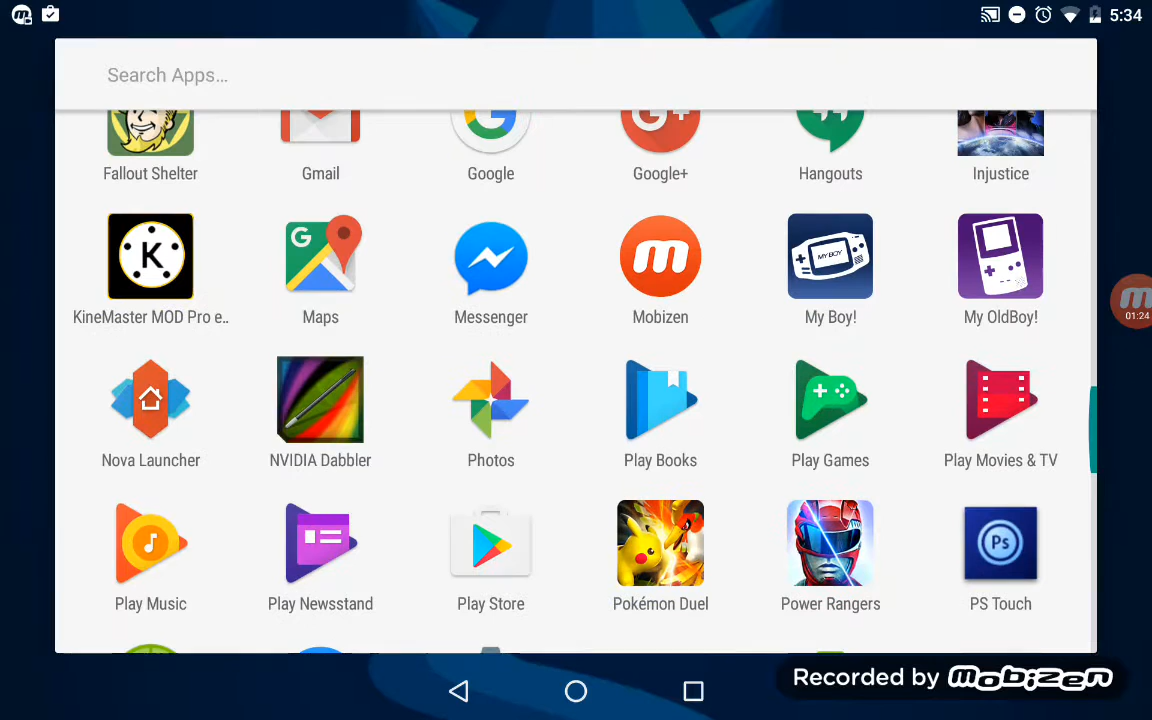 5:34
Search Apps...
Fallout Shelter
Gmail
Google
Google+
Hangouts
Injustice
KineMaster MOD Pro e..
Maps
Messenger
Mobizen
My Boy!
My OldBoy!
01:24
Nova Launcher
NVIDIA Dabbler
Photos
Play Books
Play Games
Play Movies & TV
Play Music
Play Newsstand
Play Store
Pokémon Duel
Power Rangers
PS Touch
Recorded by mobizen